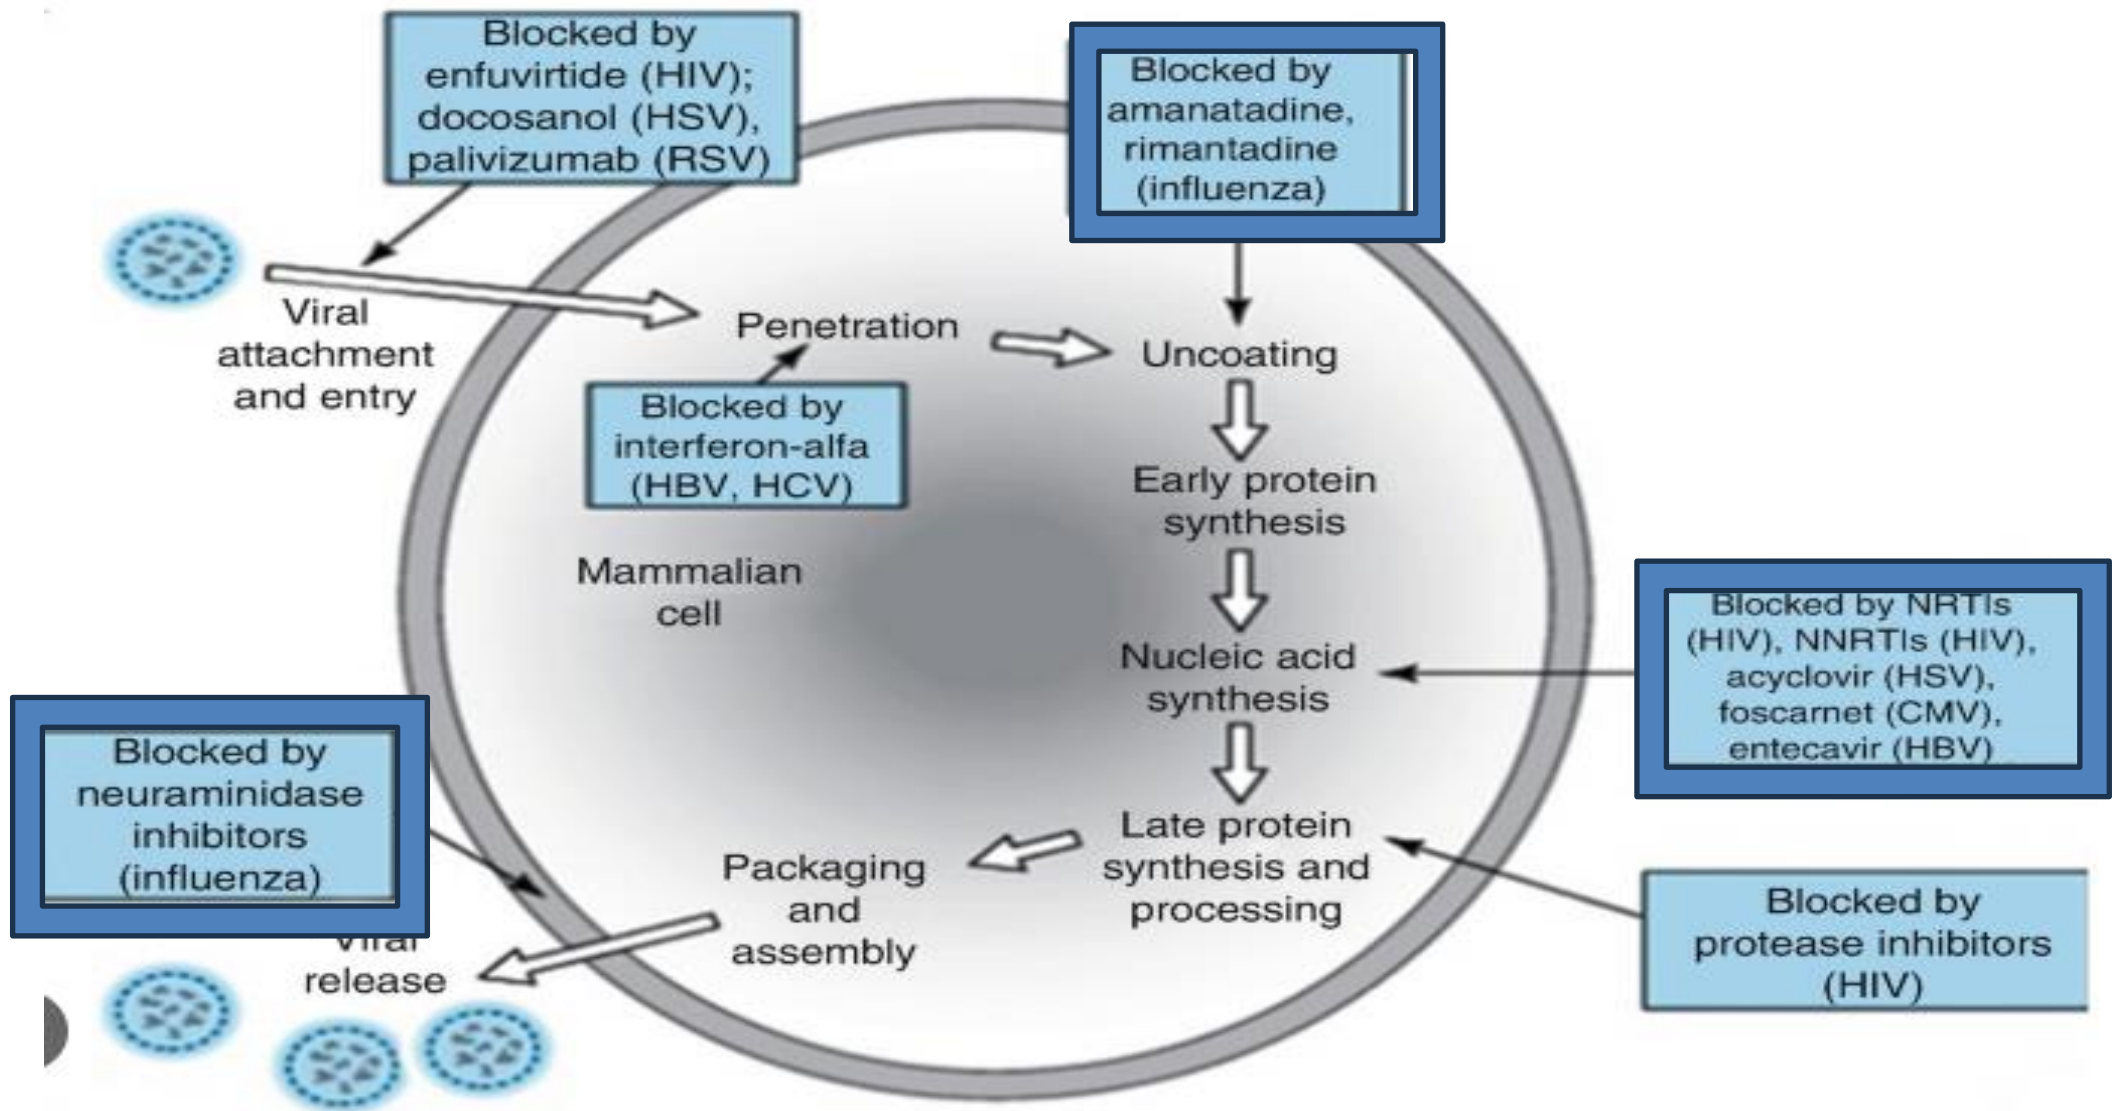 Blocked by
enfuvirtide (HIV);
docosanol (HSV),
palivizumab (RSV)
Blocked by
amanatadine,
rimantadine
(influenza)
Viral
attachment
and entry
Penetration
Uncoating
Blocked by
interferon-alfa
(HBV, HCV)
Early protein
synthesis
Mammalian
cell
Nucleic acid
synthesis
Blocked by NRTIs
(HIV), NNRTIs (HIV),
acyclovir (HSV),
foscarnet (CMV),
entecavir (HBV)
Blocked by
neuraminidase
inhibitors
(influenza)
Late protein
synthesis and
processing
Packaging
and
assembly
Blocked by
protease inhibitors
(HIV)
Viral
release